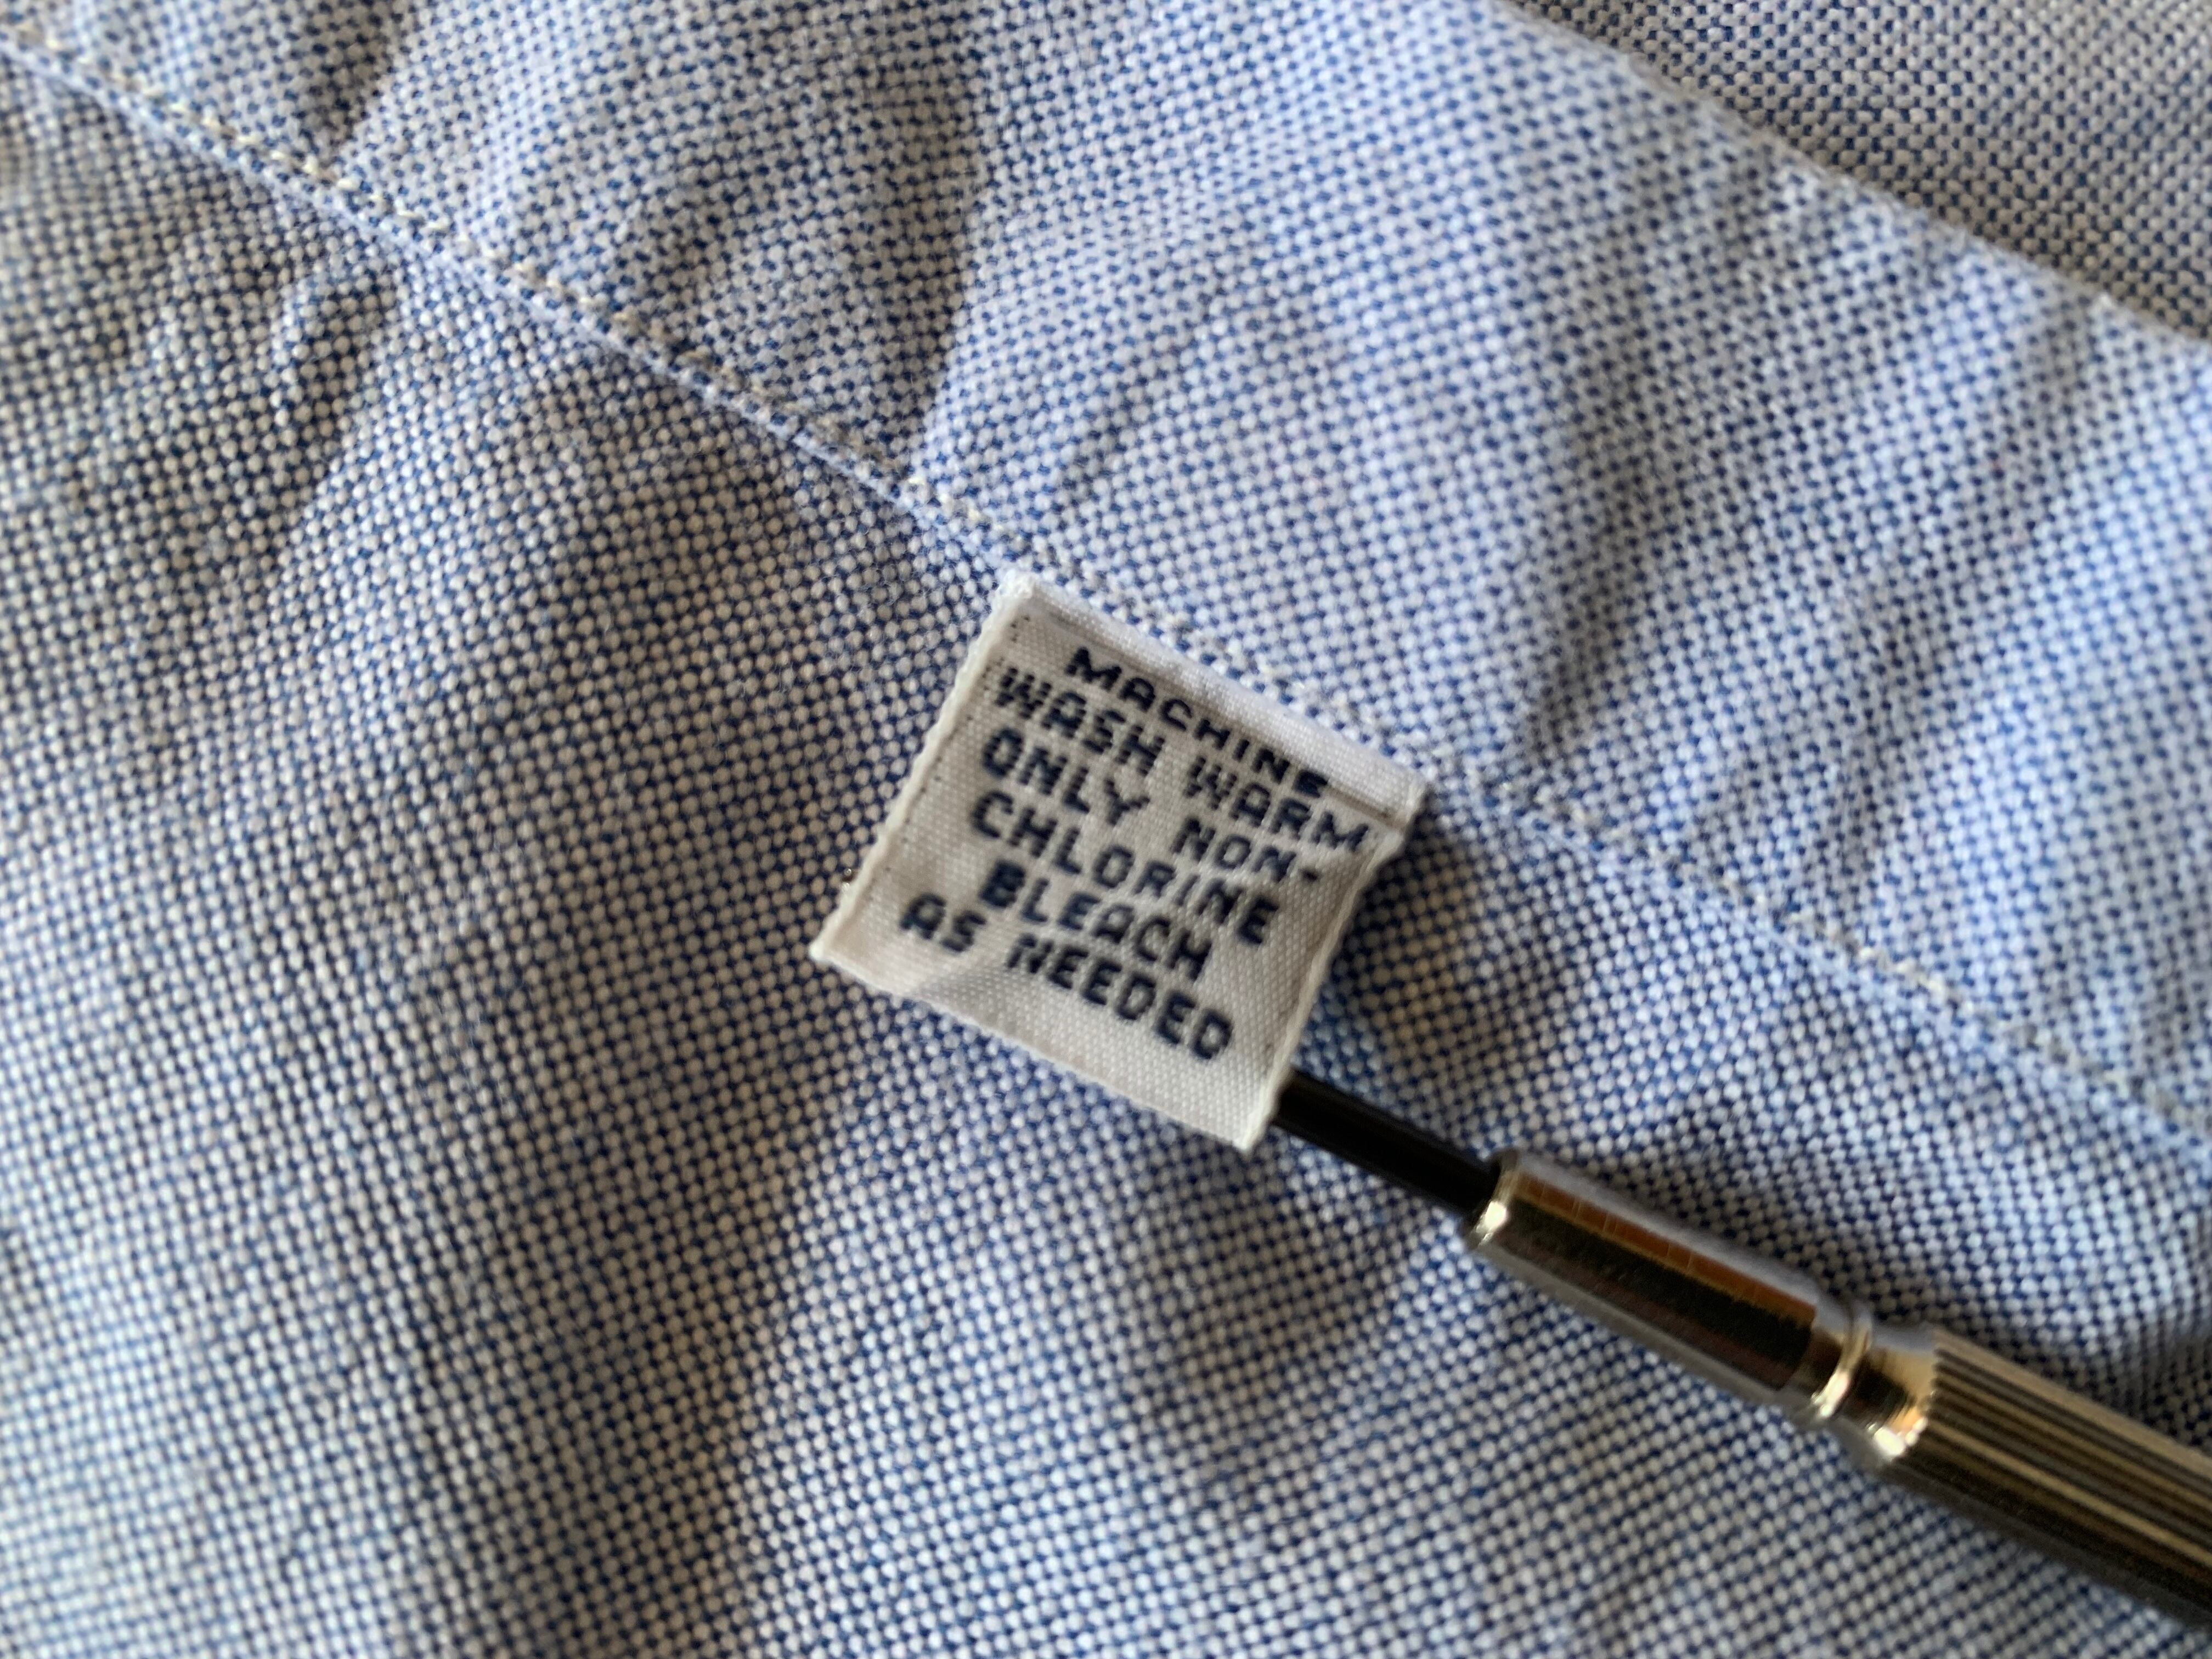 MACHINE
WASH WARM
ONLY NON-
CHLORINE
BLEACH
AS NEEDED